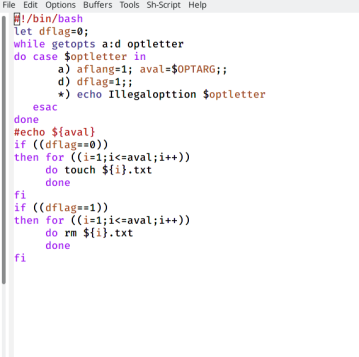 File Edit Options Buffers Tools Sh-Script Help
#!/bin/bash
let dflag=0;
while getopts a:d optletter
do case $optletter in
a) aflang=1; aval=$OPTARG;;
d) dflag=1;;
*) echo Illegalopttion $optletter
esac
done
#echo ${aval}
if ((dflag==0))
then for ((i=1;i<=aval;i++))
do touch ${i}.txt
done
fi
if ((dflag==1))
then for ((i=1;i<=aval;i++))
do rm ${i}.txt
done
fi